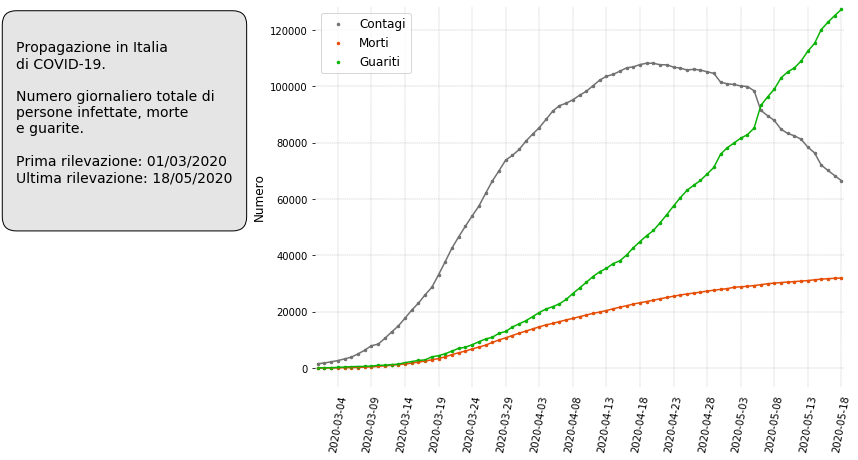 Propagazione in Italia
di COVID-19.
Numero giornaliero totale di
persone infettate, morte
e guarite.
Prima rilevazione: 01/03/2020
Ultima rilevazione: 18/05/2020
Contagi
Morti
Guariti
Numero
120000
100000
80000
60000
40000
20000
0
2020-03-04
2020-03-09
2020-03-14
2020-03-19
2020-03-24
2020-03-29
2020-04-03
2020-04-08
2020-04-13
2020-04-18
2020-04-23
2020-04-28
2020-05-03
2020-05-08
2020-05-13
2020-05-18